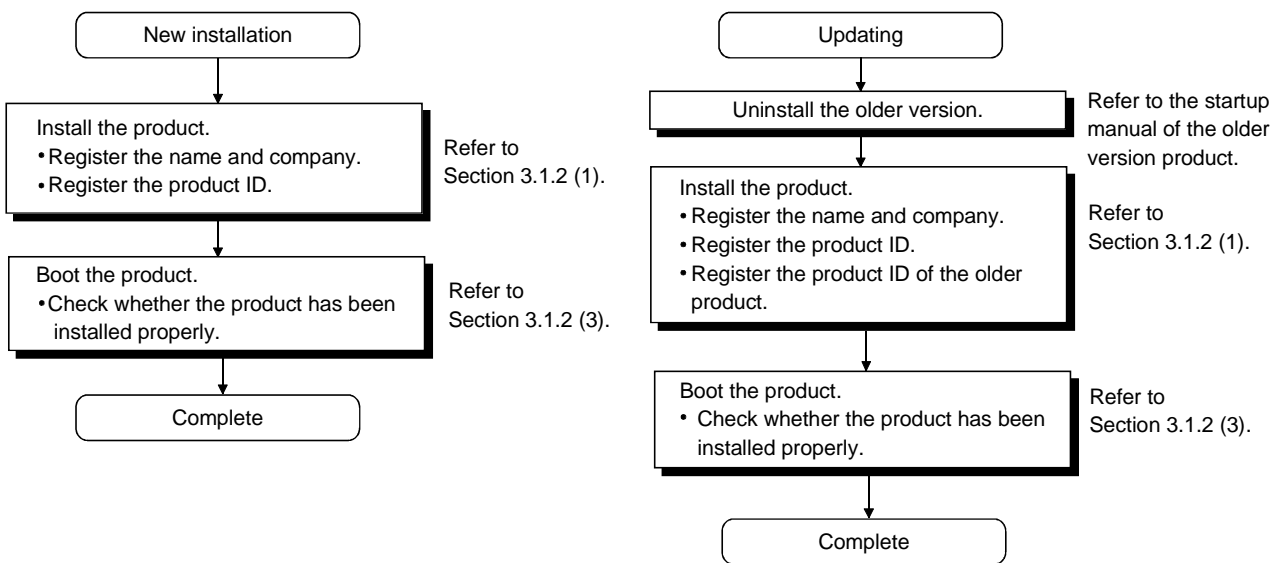 New installation
Install the product.
•Register the name and company.
•Register the product ID.
Refer to
Section 3.1.2 (1).
Boot the product.
•Check whether the product has been
installed properly.
Refer to
Section 3.1.2 (3).
Complete
Updating
Uninstall the older version.
Refer to the startup
manual of the older
version product.
Install the product.
• Register the name and company.
• Register the product ID.
• Register the product ID of the older
product.
Refer to
Section 3.1.2 (1).
Boot the product.
• Check whether the product has been
installed properly.
Refer to
Section 3.1.2 (3).
Complete